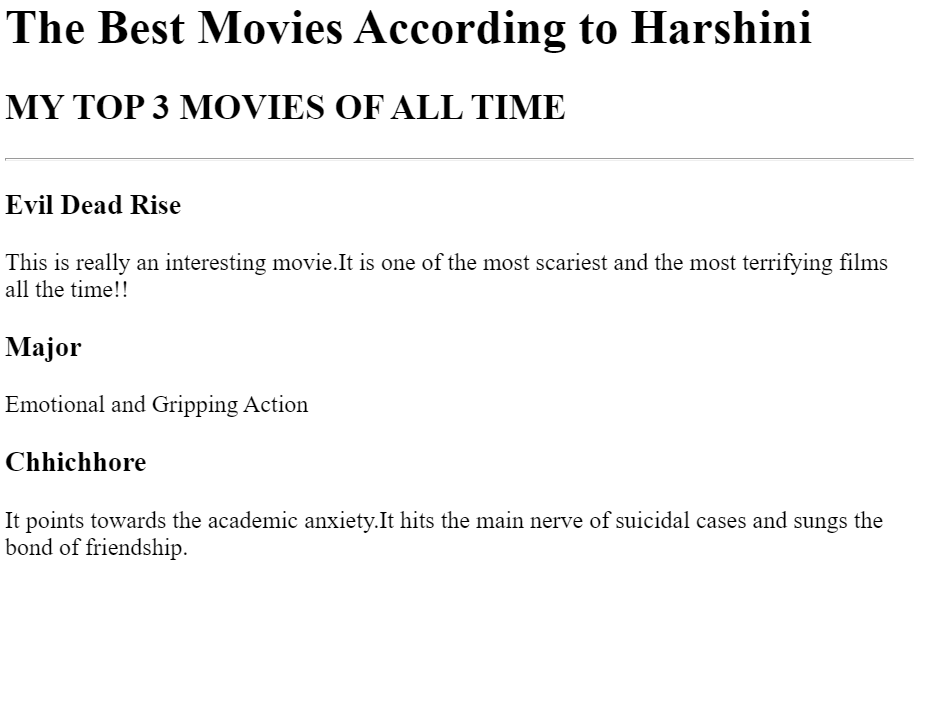 The Best Movies According to Harshini
MY TOP 3 MOVIES OF ALL TIME
Evil Dead Rise
This is really an interesting movie.It is one of the most scariest and the most terrifying films
all the time!!
Major
Emotional and Gripping Action
Chhichhore
It points towards the academic anxiety.It hits the main nerve of suicidal cases and sungs the
bond of friendship.